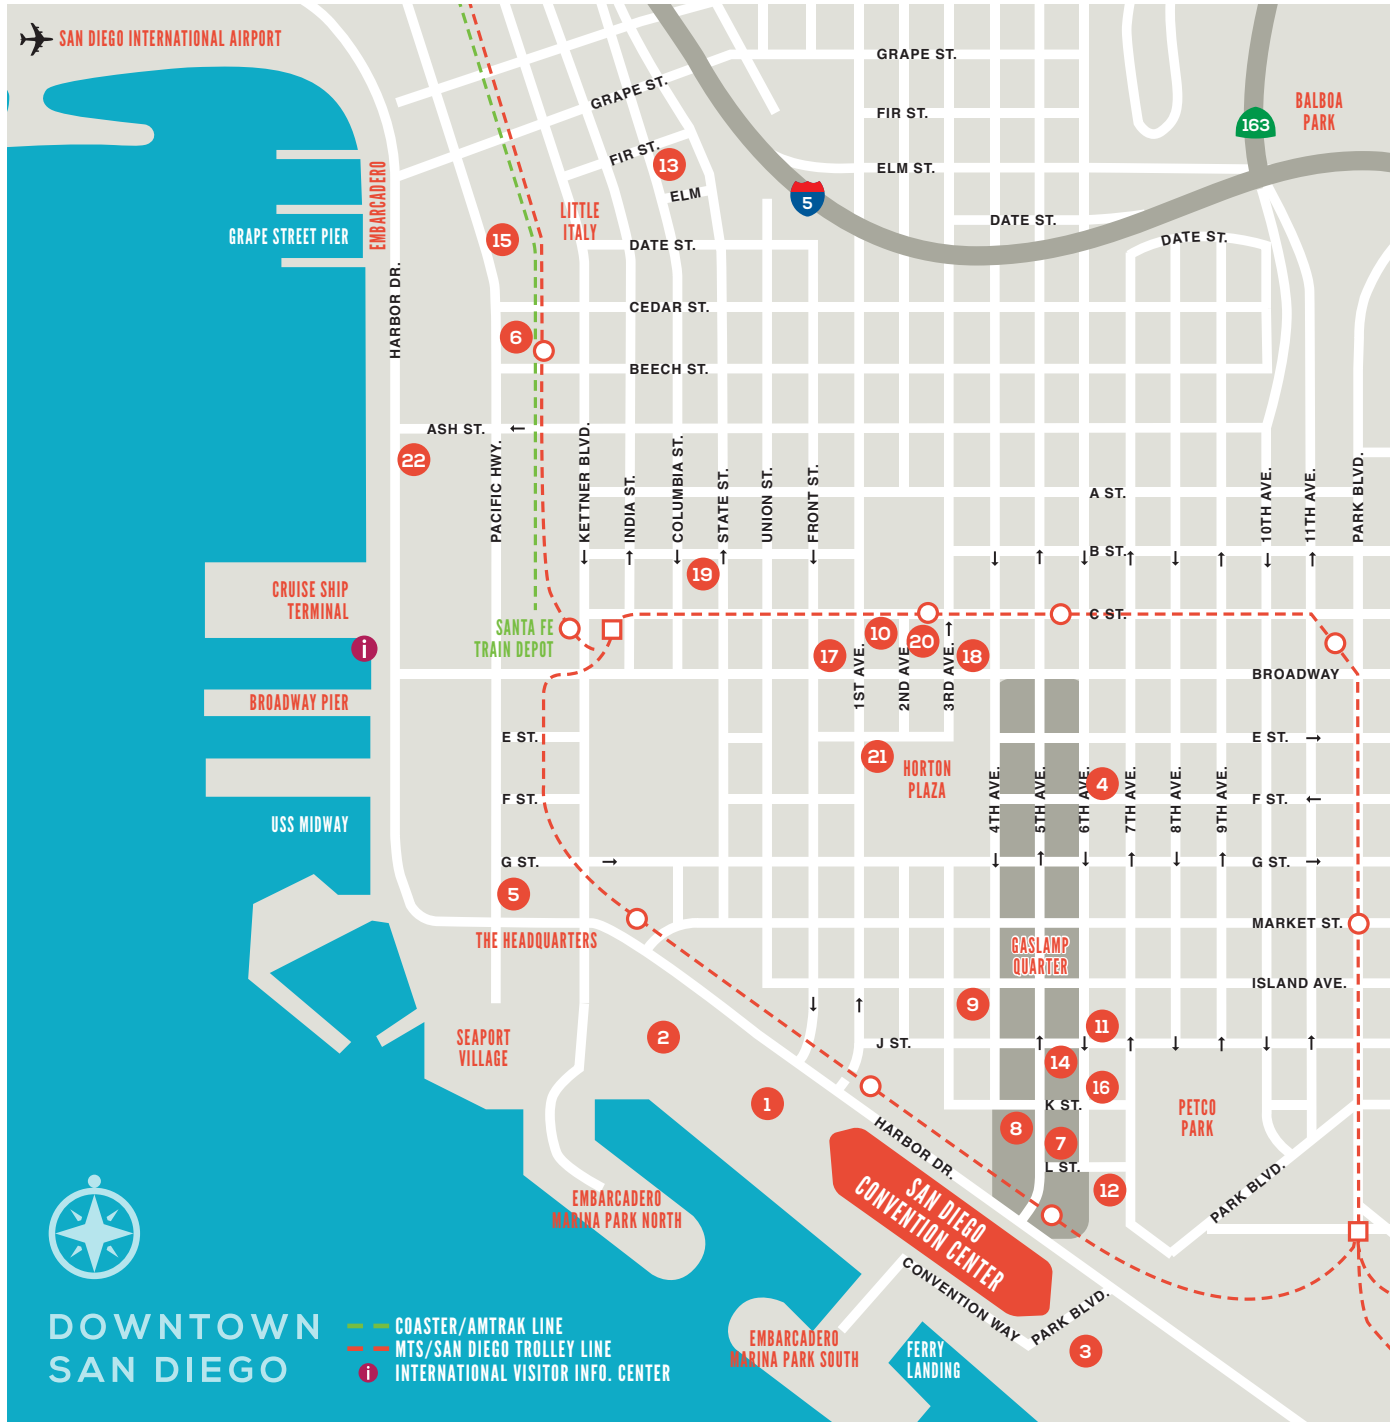 SAN DIEGO INTERNATIONAL AIRPORT
GRAPE ST.
GRAPE ST.
163
BALBOA
PARK
FIR ST.
FIR ST.
13
ELM ST.
ELM
5
EMBARCADERO
LITTLE
ITALY
DATE ST.
DATE ST.
DATE ST.
GRAPE STREET PIER
15
HARBOR DR.
CEDAR ST.
6
BEECH ST.
ASH ST.
22
PACIFIC HWY.
KETTNER BLVD.
INDIA ST.
COLUMBIA ST.
STATE ST.
UNION ST.
FRONT ST.
A ST.
10TH AVE.
11TH AVE.
PARK BLVD.
B ST.
19
CRUISE SHIP
TERMINAL
C ST.
SANTA FE
TRAIN DEPOT
i
10
20
17
18
1ST AVE.
2ND AVE
3RD AVE.
BROADWAY
BROADWAY PIER
E ST.
E ST.
21
HORTON
PLAZA
4TH AVE.
5TH AVE.
6TH AVE.
4
7TH AVE.
8TH AVE.
9TH AVE.
F ST.
F ST.
USS MIDWAY
G ST.
G ST.
5
MARKET ST.
THE HEADQUARTERS
GASLAMP
QUARTER
ISLAND AVE.
9
11
2
SEAPORT
VILLAGE
J ST.
14
16
1
K ST.
PETCO
PARK
8
7
HARBOR DR.
L ST.
12
PARK BLVD.
SAN DIEGO
CONVENTION CENTER
EMBARCADERO
MARINA PARK NORTH
CONVENTION WAY
PARK BLVD.
3
EMBARCADERO
MARINA PARK SOUTH
FERRY
LANDING
DOWNTOWN
SAN DIEGO
COASTER/AMTRAK LINE
MTS/SAN DIEGO TROLLEY LINE
i INTERNATIONAL VISITOR INFO. CENTER